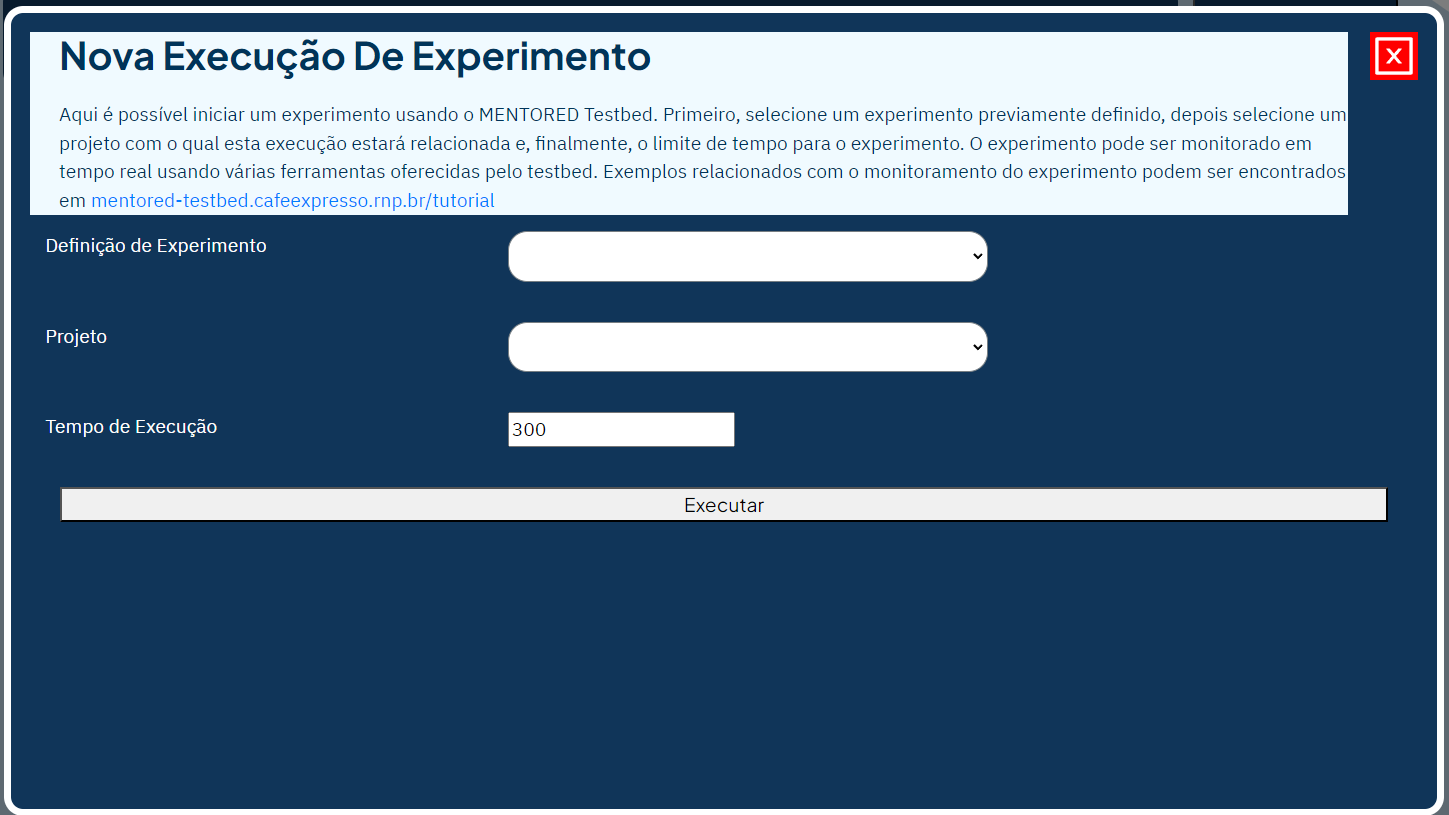 Nova Execução De Experimento
X
Aqui é possível iniciar um experimento usando o MENTORED Testbed. Primeiro, selecione um experimento previamente definido, depois selecione um
projeto com o qual esta execução estará relacionada e, finalmente, o limite de tempo para o experimento. O experimento pode ser monitorado em
tempo real usando várias ferramentas oferecidas pelo testbed. Exemplos relacionados com o monitoramento do experimento podem ser encontrados
em mentored-testbed.cafeexpresso.rnp.br/tutorial
Definição de Experimento
Projeto
Tempo de Execução
300
Executar